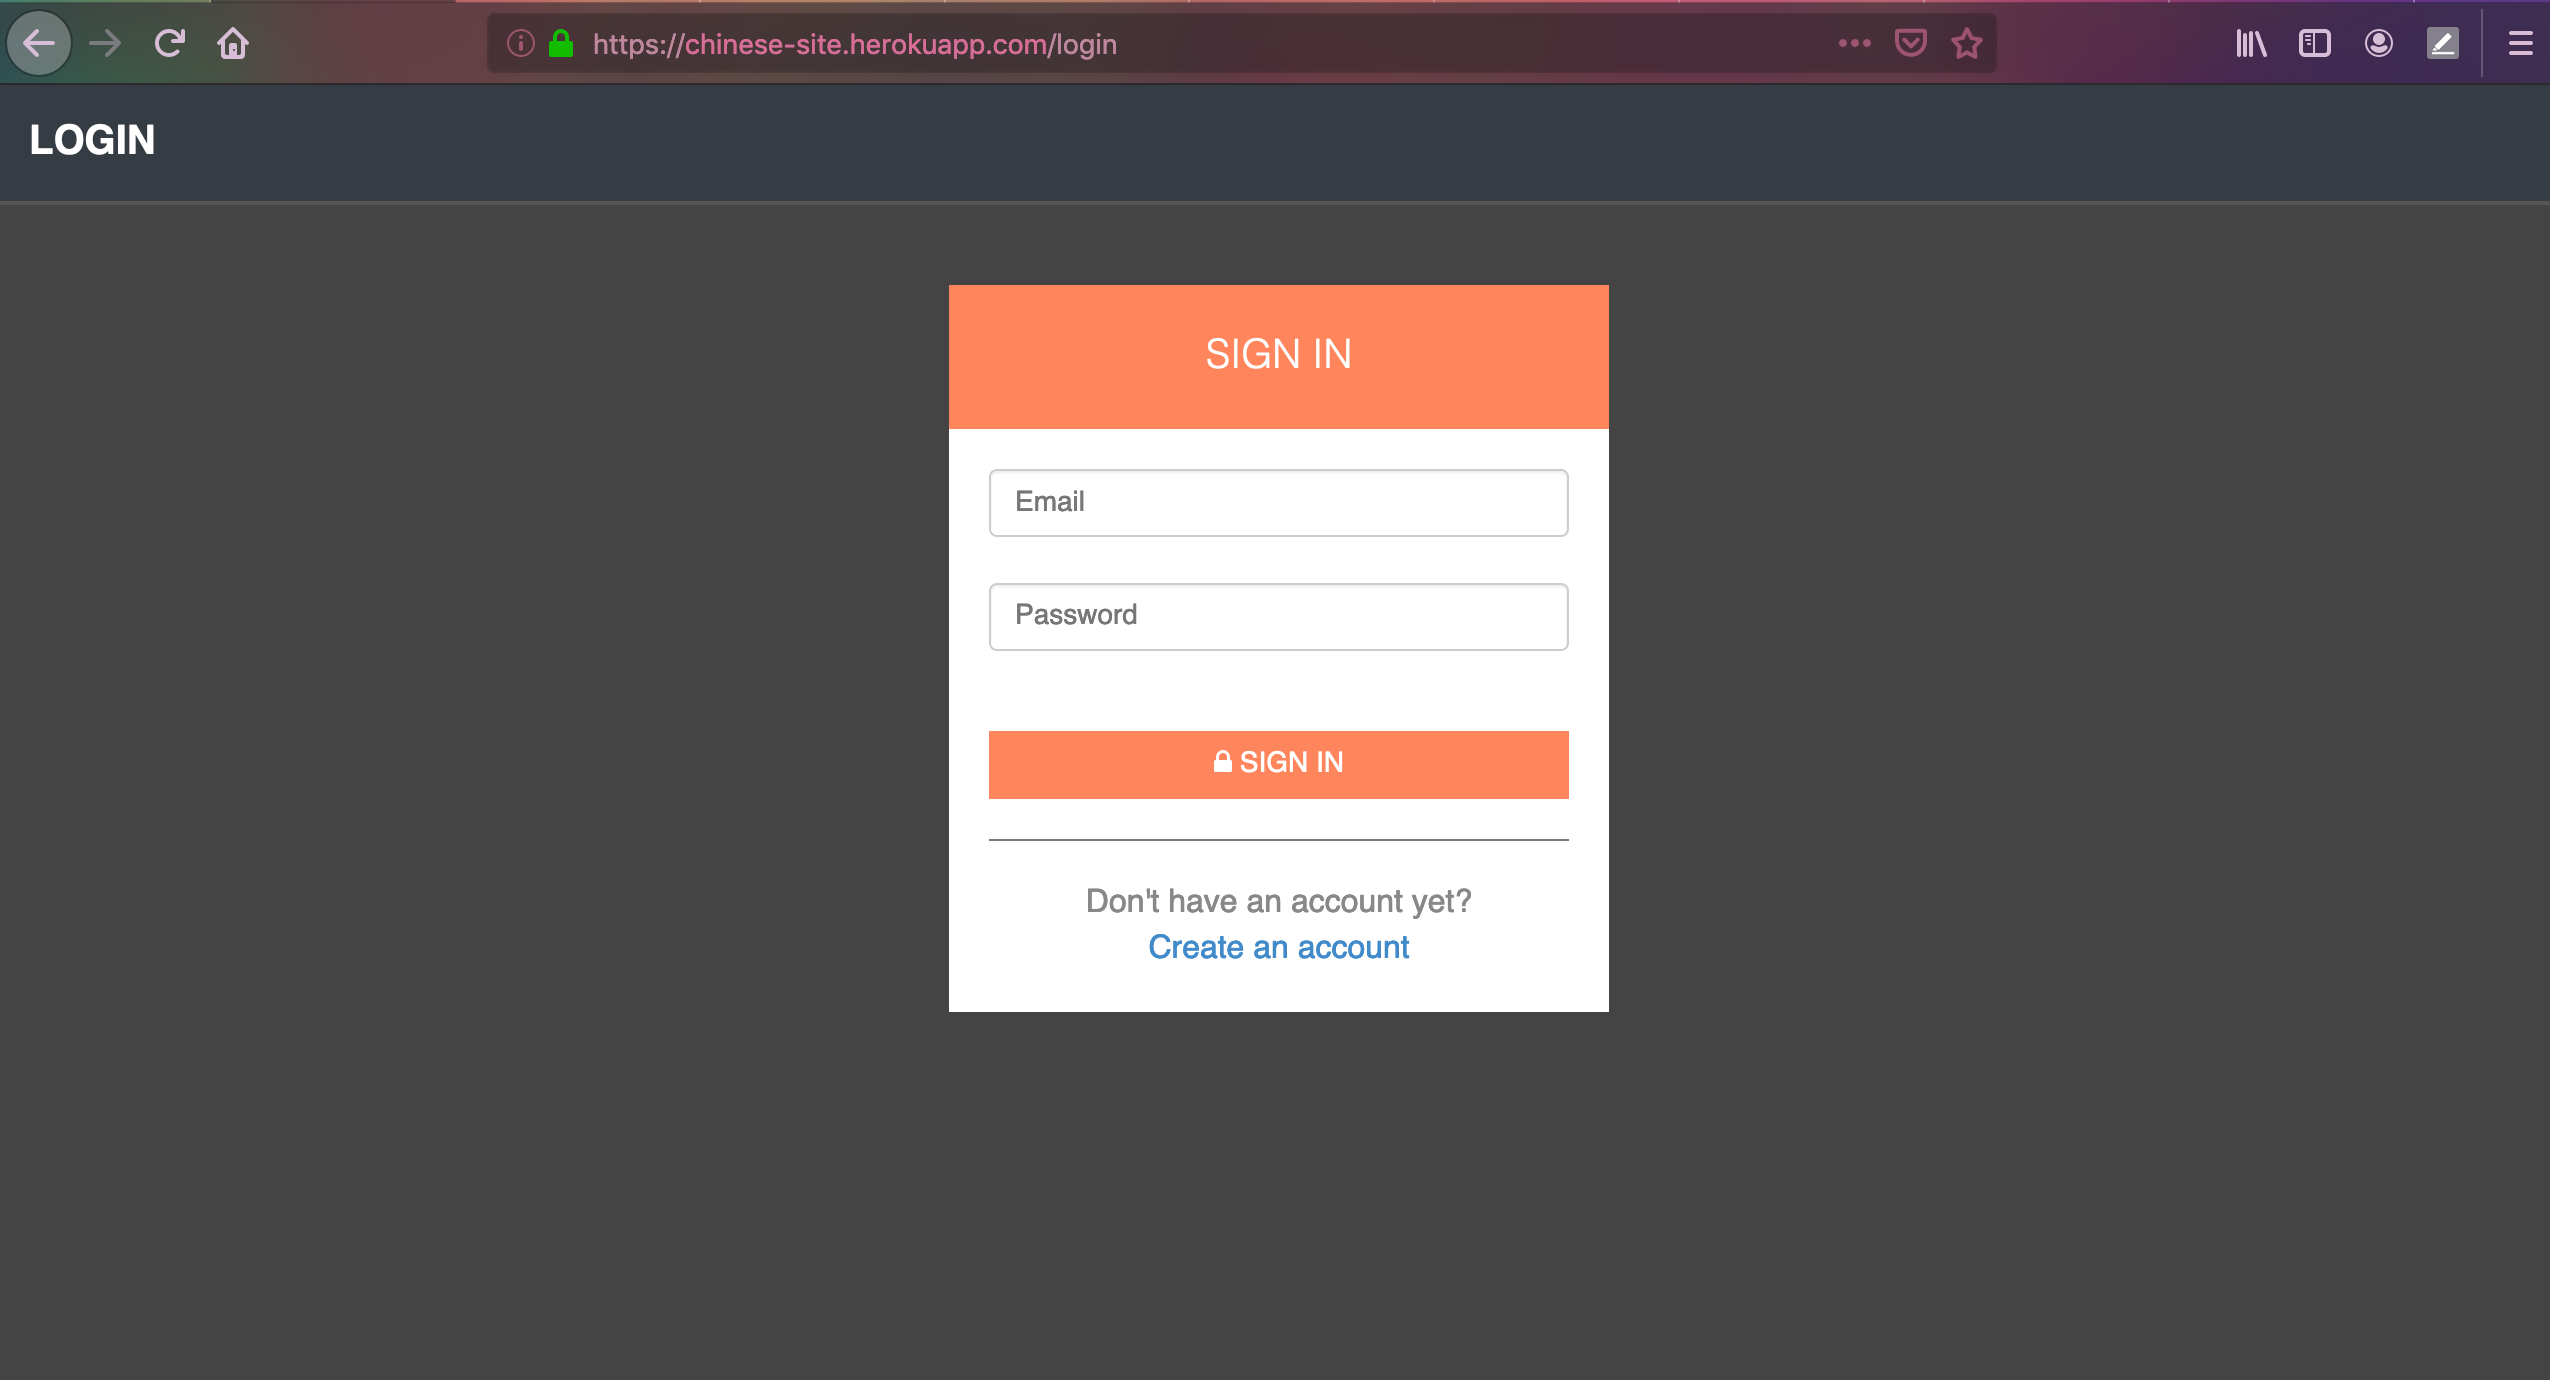 https://chinese-site.herokuapp.com/login
LOGIN
SIGN IN
Email
Password
SIGN IN
Don't have an account yet?
Create an account